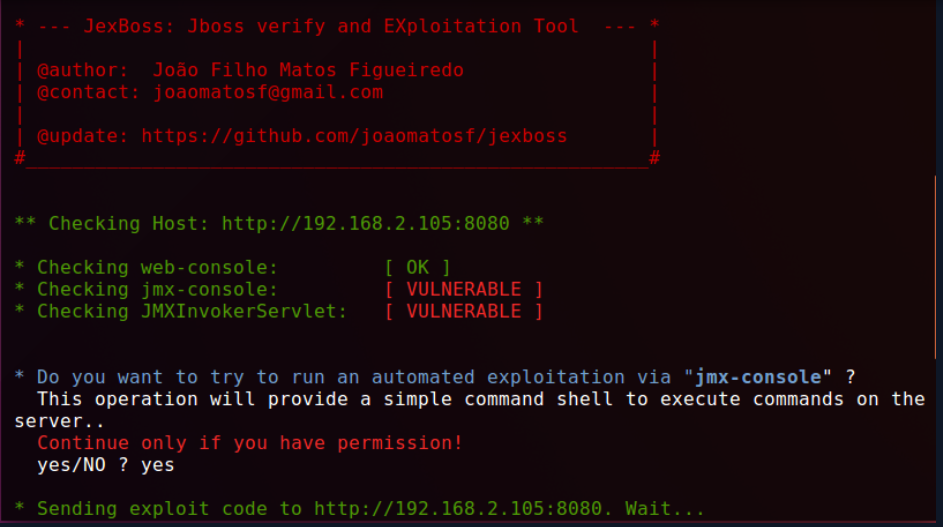 * --- JexBoss: Jboss verify and EXploitation Tool  --- *
|                                                      |
| @author:  João Filho Matos Figueiredo                |
| @contact: joaomatosf@gmail.com                       |
|                                                      |
| @update: https://github.com/joaomatosf/jexboss       |
#______________________________________________________#
** Checking Host: http://192.168.2.105:8080 **
* Checking web-console:         [ OK ]
* Checking jmx-console:         [ VULNERABLE ]
* Checking JMXInvokerServlet:   [ VULNERABLE ]
* Do you want to try to run an automated exploitation via "jmx-console" ?
  This operation will provide a simple command shell to execute commands on the
server..
  Continue only if you have permission!
  yes/NO ? yes
* Sending exploit code to http://192.168.2.105:8080. Wait...